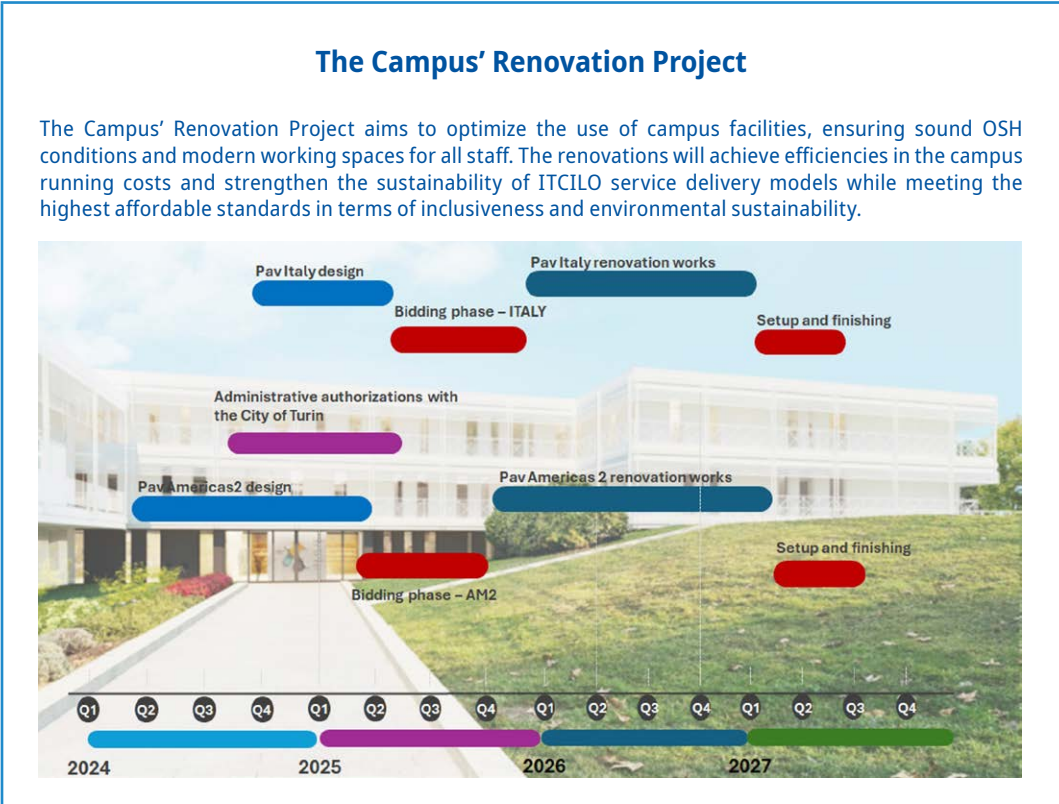 The Campus’ Renovation Project
The Campus’ Renovation Project aims to optimize the use of campus facilities, ensuring sound OSH
conditions and modern working spaces for all staff. The renovations will achieve efficiencies in the campus
running costs and strengthen the sustainability of ITCILO service delivery models while meeting the
highest affordable standards in terms of inclusiveness and environmental sustainability.
Pav Italy design
Pav Italy renovation works
Bidding phase – ITALY
Setup and finishing
Administrative authorizations with
the City of Turin
Pav Americas2 design
Pav Americas 2 renovation works
Setup and finishing
Bidding phase – AM2
Q1 Q2 Q3 Q4 Q1 Q2 Q3 Q4 Q1 Q2 Q3 Q4 Q1 Q2 Q3 Q4
2024 2025 2026 2027